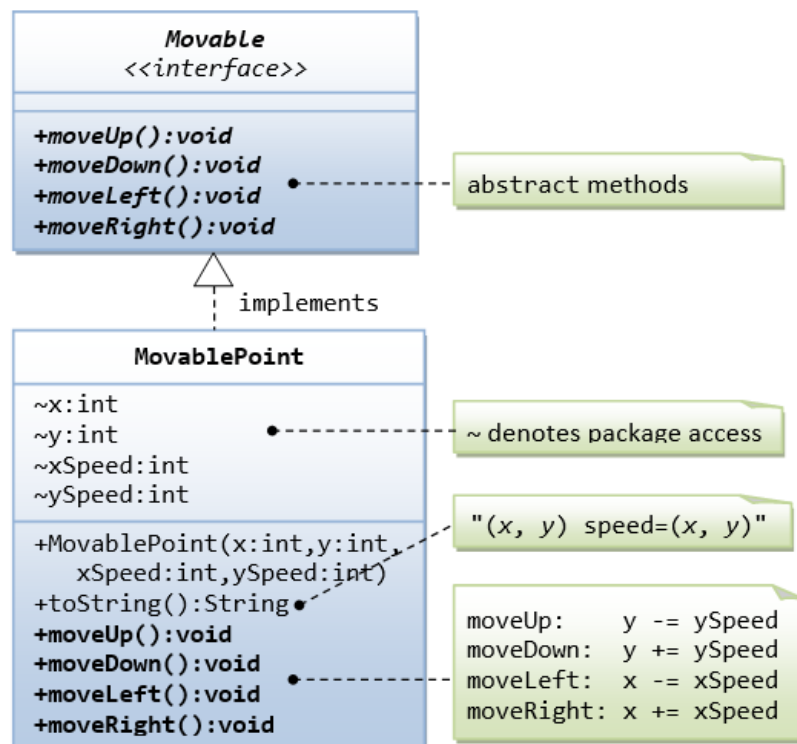 Movable
<<interface>>
+moveUp():void
+moveDown():void
+moveLeft():void
+moveRight():void
abstract methods
implements
MovablePoint
~x:int
~y:int
~xSpeed:int
~ySpeed:int
~ denotes package access
+MovablePoint(x:int,y:int,
xSpeed:int,ySpeed:int)
+toString():String
+moveUp():void
+moveDown():void
+moveLeft():void
+moveRight():void
"(x, y) speed=(x, y)"
moveUp: y -= ySpeed
moveDown: y += ySpeed
moveLeft: x -= xSpeed
moveRight: x += xSpeed